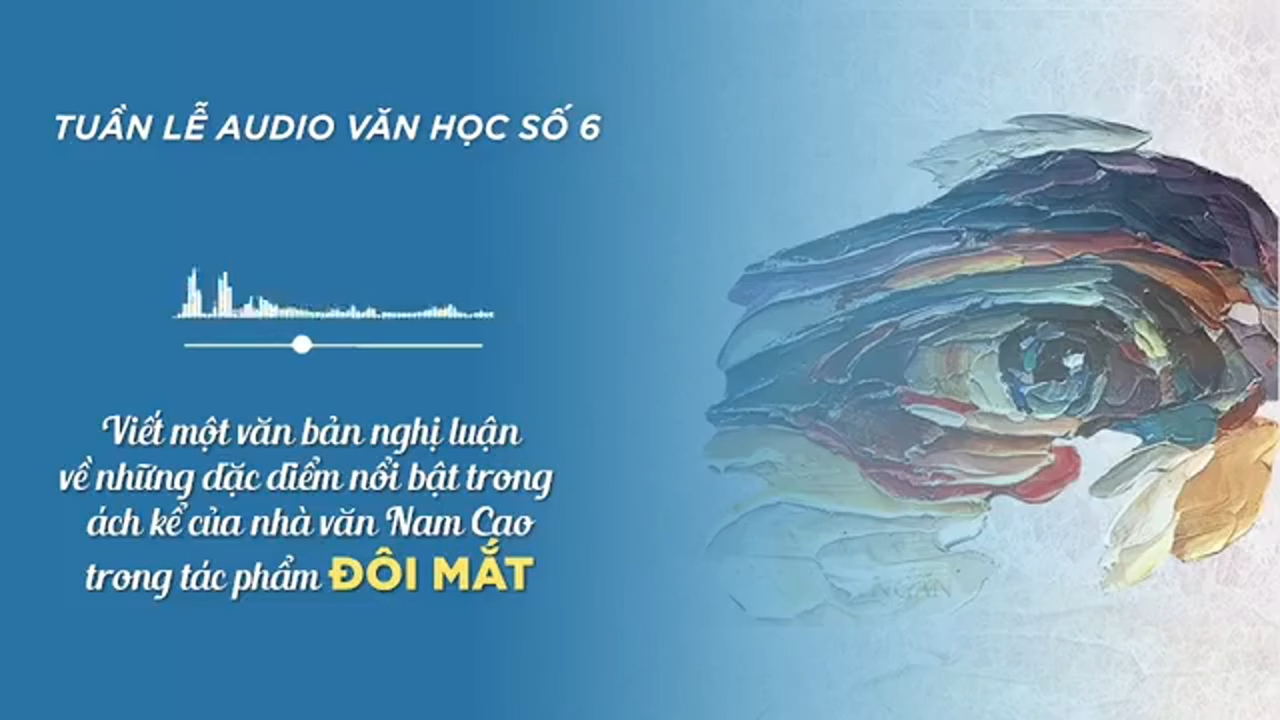 TUẦN LỄ AUDIO VĂN HỌC SỐ 6
Viết một văn bản nghị luận
về những đặc điểm nổi bật trong
ách kể của nhà văn Nam Cao
trong tác phẩm ĐÔI MẮT
NGAN